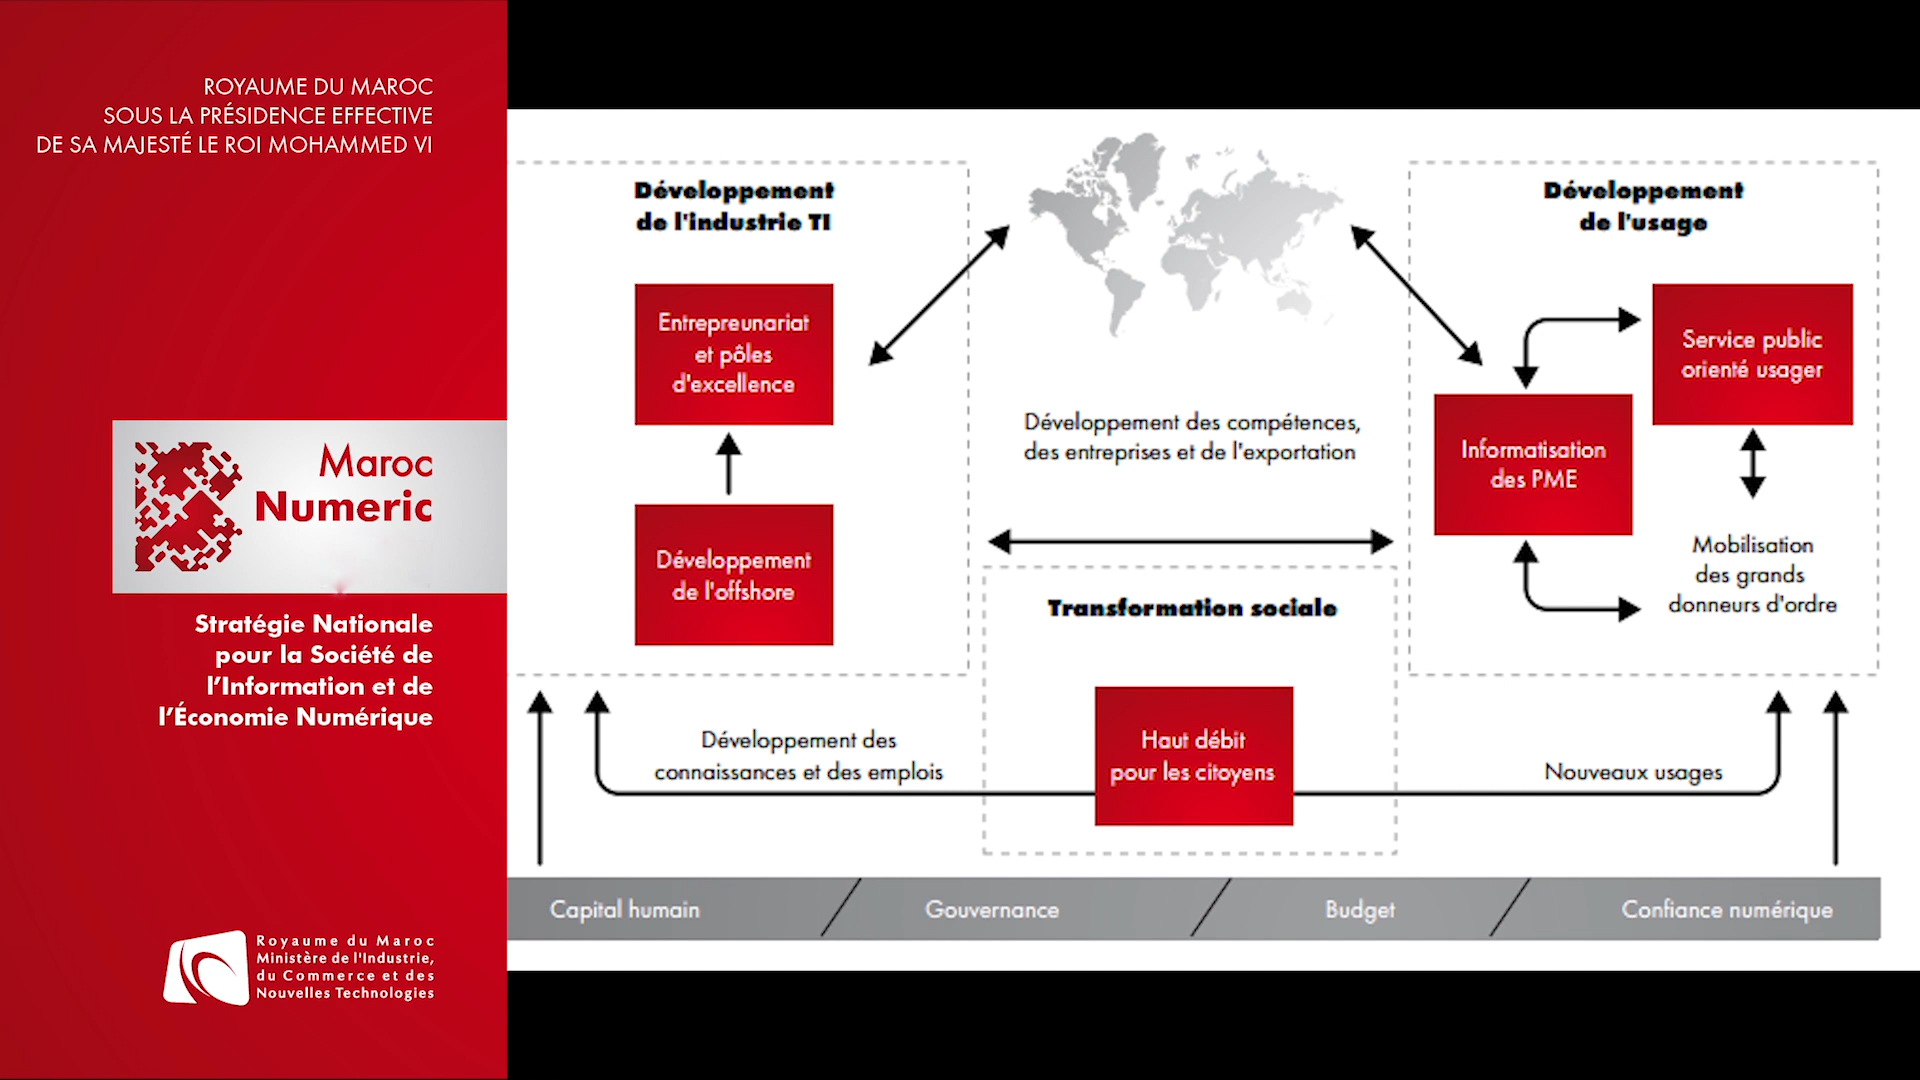 ROYAUME DU MAROC
SOUS LA PRÉSIDENCE EFFECTIVE
DE SA MAJESTÉ LE ROI MOHAMMED VI
Maroc
Numeric
Stratégie Nationale
pour la Société de
l’Information et de
l’Économie Numérique
Royaume du Maroc
Ministère de l'Industrie,
du Commerce et des
Nouvelles Technologies
Développement
de l'industrie TI
Entrepreunariat
et pôles
d'excellence
Développement
de l'offshore
Développement des compétences,
des entreprises et de l'exportation
Développement
de l'usage
Service public
orienté usager
Informatisation
des PME
Mobilisation
des grands
donneurs d'ordre
Transformation sociale
Haut débit
pour les citoyens
Développement des
connaissances et des emplois
Nouveaux usages
Capital humain
Gouvernance
Budget
Confiance numérique